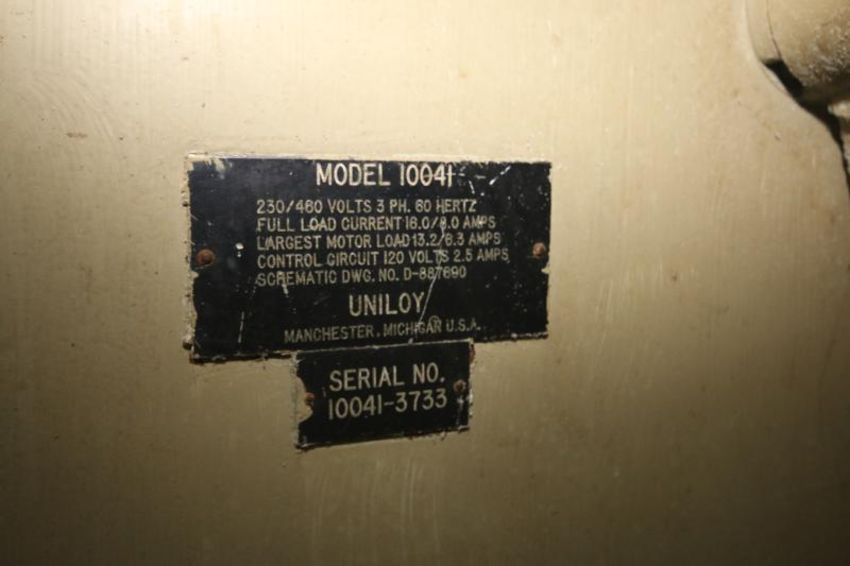 MODEL 10041
230/460 VOLTS 3 PH. 60 HERTZ
FULL LOAD CURRENT 16.0/8.0 AMPS
LARGEST MOTOR LOAD 13.2/6.3 AMPS
CONTROL CIRCUIT 120 VOLTS 2.5 AMPS
SCHEMATIC DWG. NO. D-887690
UNILOY
MANCHESTER, MICHIGAN U.S.A.
SERIAL NO.
10041-3733